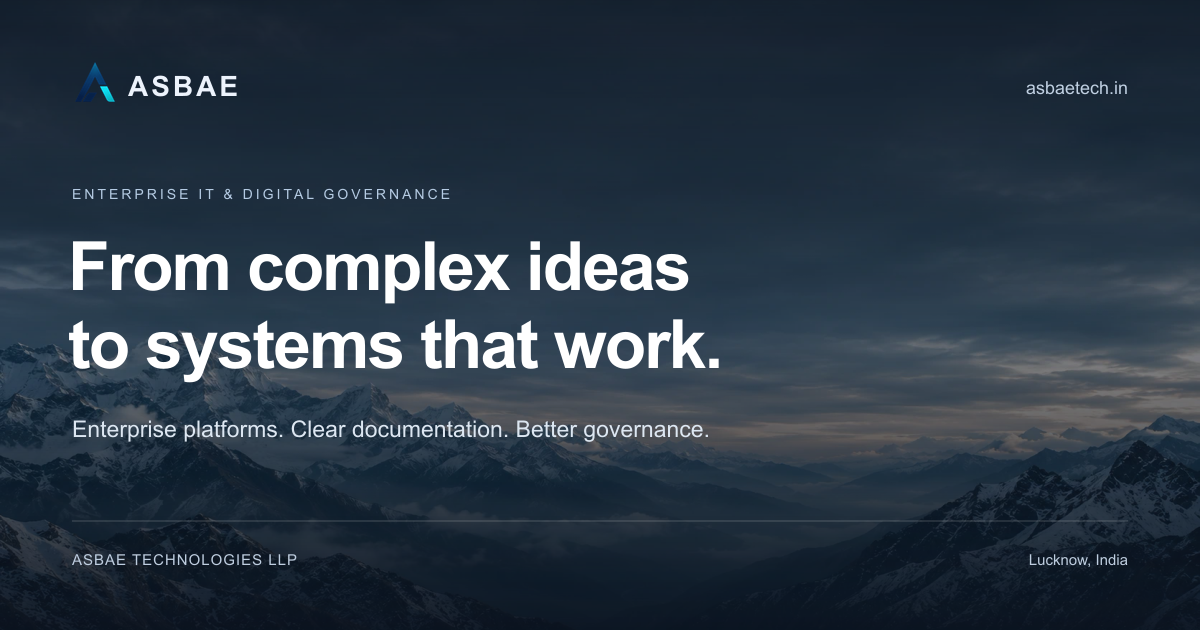 ASBAE
asbaetech.in
ENTERPRISE IT & DIGITAL GOVERNANCE
From complex ideas
to systems that work.
Enterprise platforms. Clear documentation. Better governance.
ASBAE TECHNOLOGIES LLP
Lucknow, India